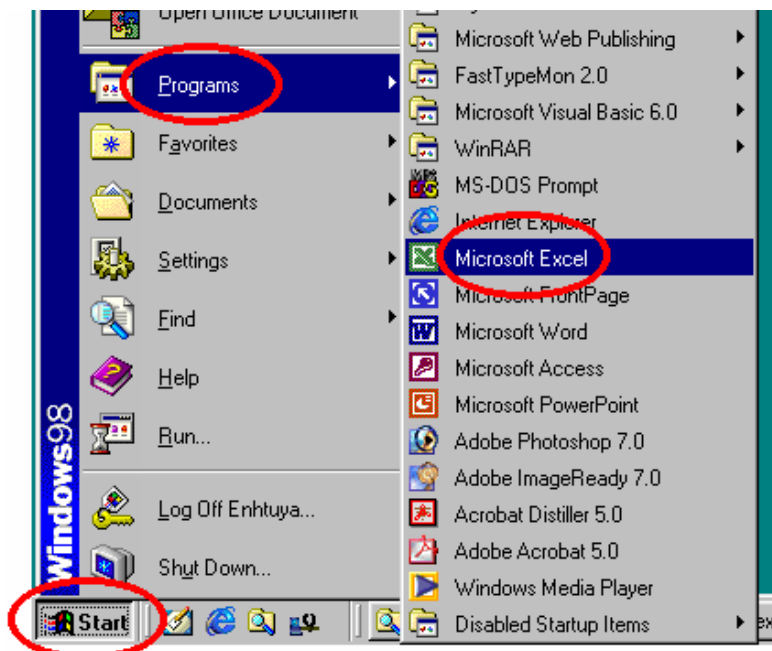 Open Office Document
Programs
Favorites
Documents
Settings
Find
Help
Run...
Log Off Enhtuya...
Shut Down...
Windows98
Microsoft Web Publishing
FastTypeMon 2.0
Microsoft Visual Basic 6.0
WinRAR
MS-DOS Prompt
Internet Explorer
Microsoft Excel
Microsoft FrontPage
Microsoft Word
Microsoft Access
Microsoft PowerPoint
Adobe Photoshop 7.0
Adobe ImageReady 7.0
Acrobat Distiller 5.0
Adobe Acrobat 5.0
Windows Media Player
Disabled Startup Items
Start